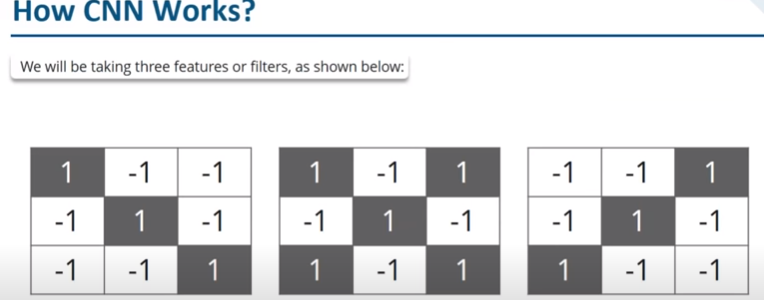 How CNN Works?
We will be taking three features or filters, as shown below:
1 -1 -1 1 -1 1 -1 -1 1
-1 1 -1 -1 1 -1 -1 1 -1
-1 -1 1 1 -1 1 1 -1 -1